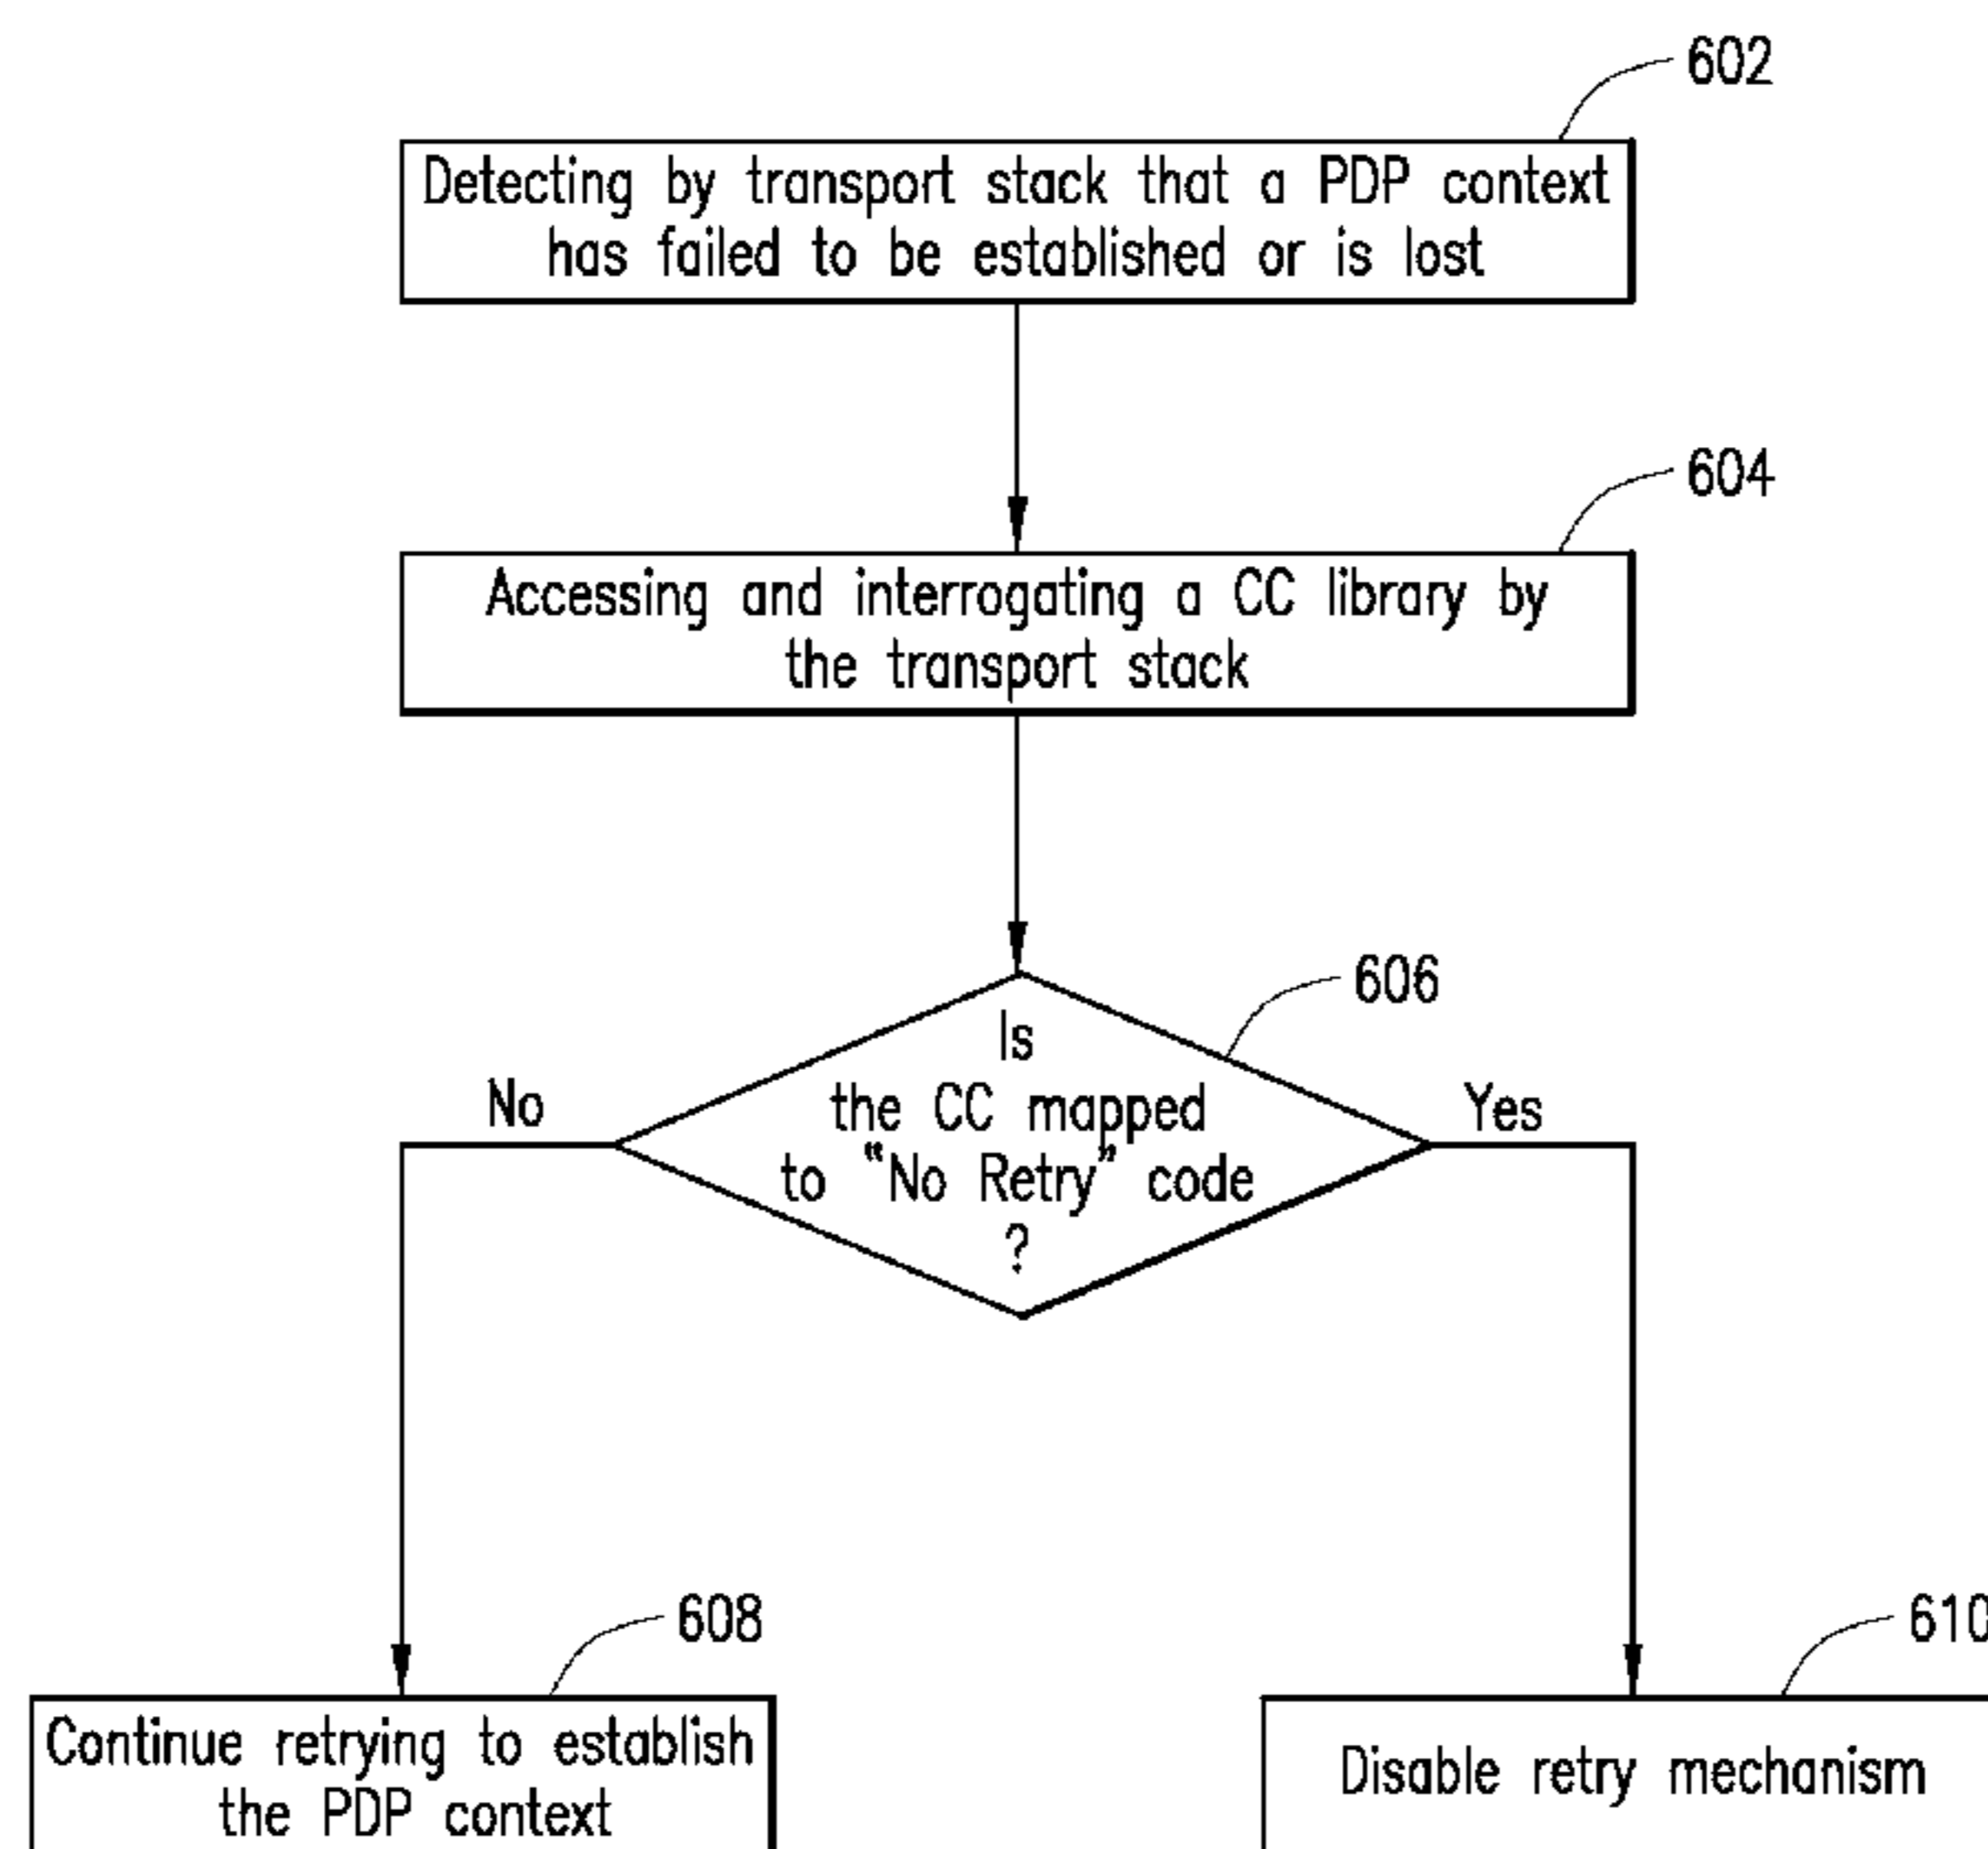 602
Detecting by transport stack that a PDP context
has failed to be established or is lost
604
Accessing and interrogating a CC library by
the transport stack
606
Is
the CC mapped
to "No Retry" code
?
No
Yes
608
Continue retrying to establish
the PDP context
610
Disable retry mechanism